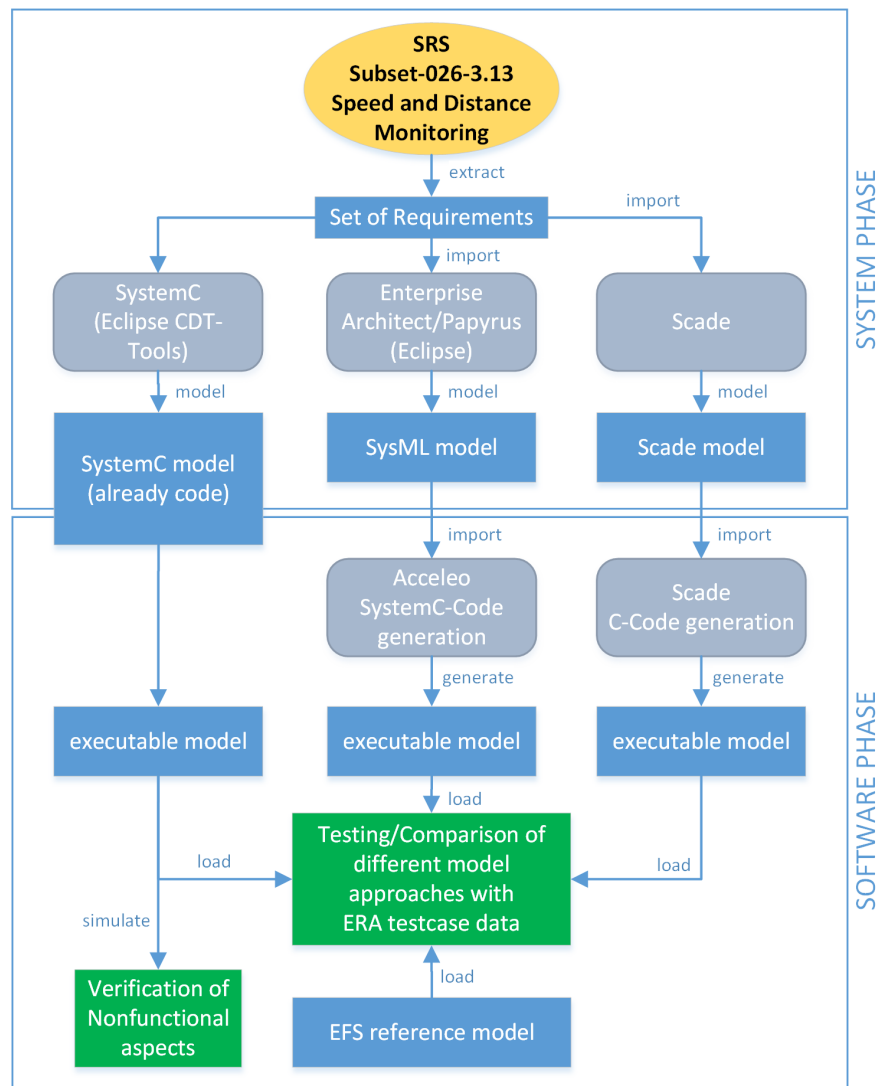 SRS
Subset-026-3.13
Speed and Distance
Monitoring
extract
Set of Requirements
import
import
SystemC
(Eclipse CDT-
Tools)
Enterprise
Architect/Papyrus
(Eclipse)
Scade
model
model
model
SystemC model
(already code)
SysML model
Scade model
SYSTEM PHASE
import
import
Acceleo
SystemC-Code
generation
Scade
C-Code generation
generate
generate
executable model
executable model
executable model
load
Testing/Comparison of
different model
approaches with
ERA testcase data
load
load
simulate
load
Verification of
Nonfunctional
aspects
EFS reference model
SOFTWARE PHASE